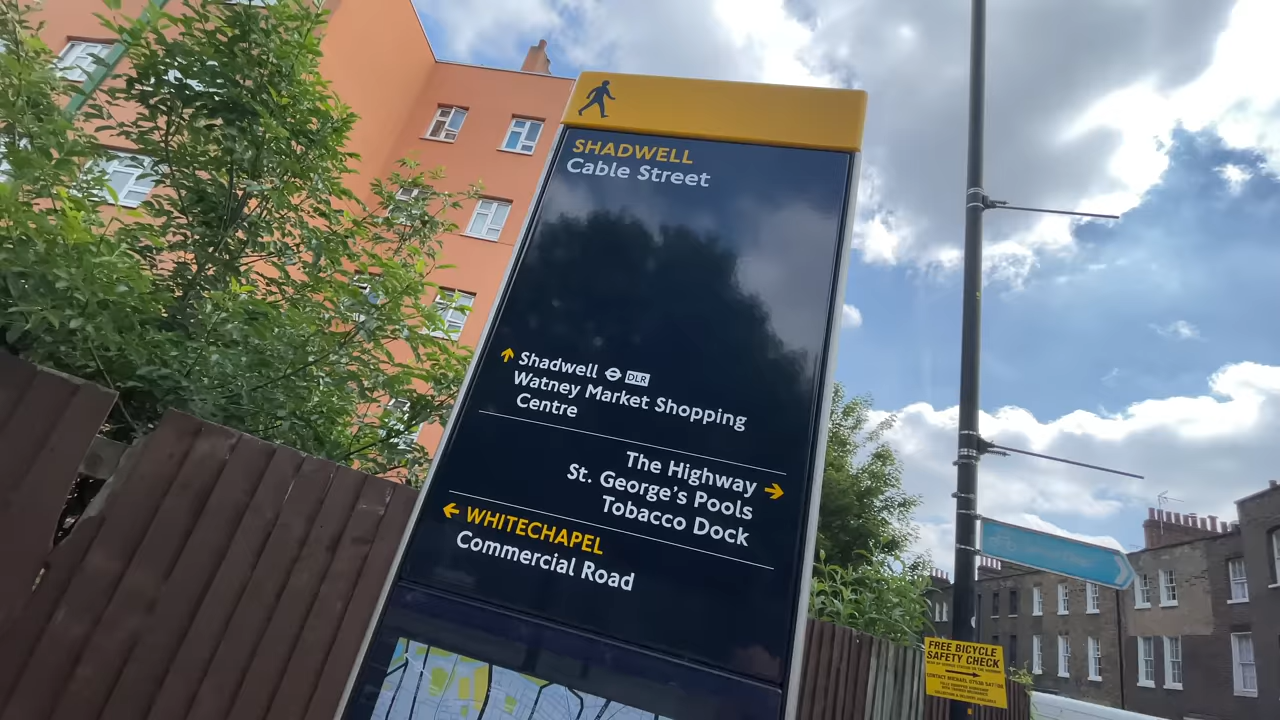 SHADWELL
Cable Street
Shadwell DLR
Watney Market Shopping
Centre
The Highway
St. George's Pools
Tobacco Dock
WHITECHAPEL
Commercial Road
FREE BICYCLE
SAFETY CHECK